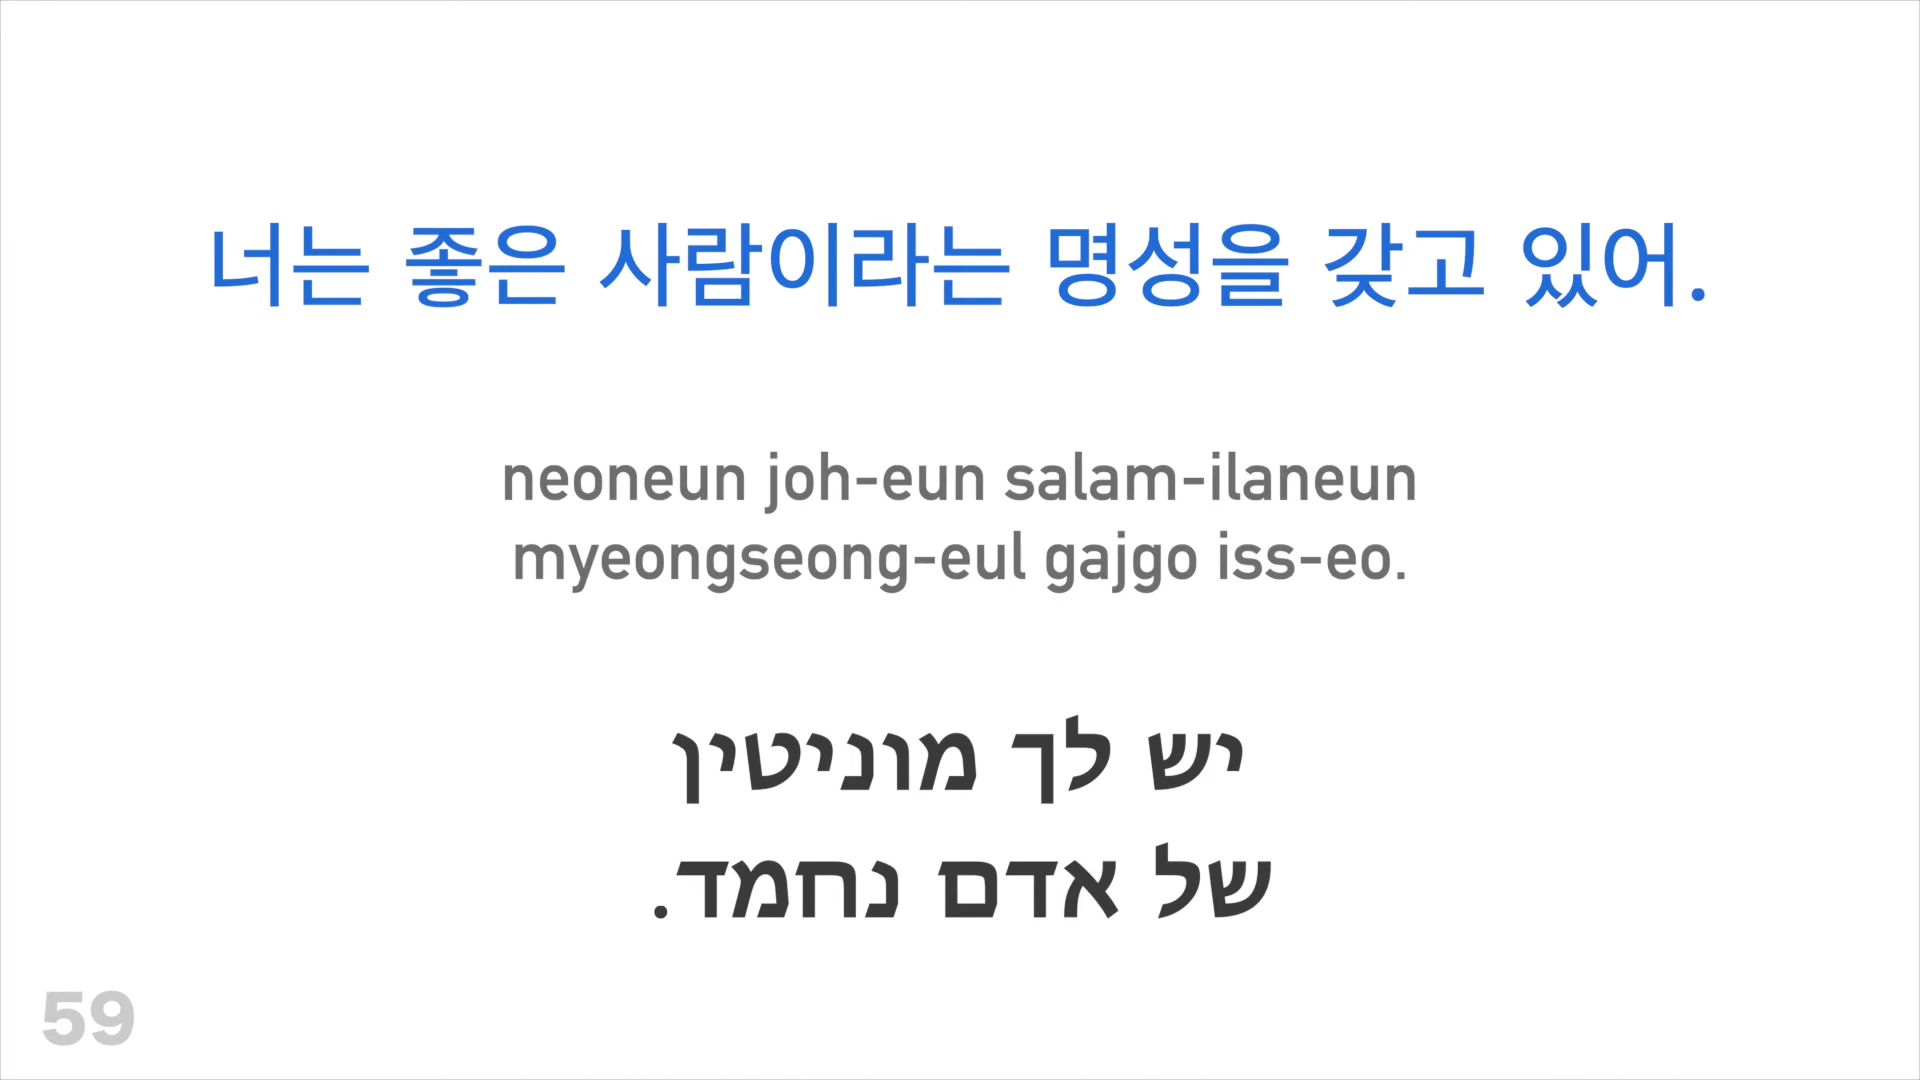 너는 좋은 사람이라는 명성을 갖고 있어.
neoneun joh-eun salam-ilaneun
myeongseong-eul gajgo iss-eo.
יש לך מוניטין
של אדם נחמד.
59